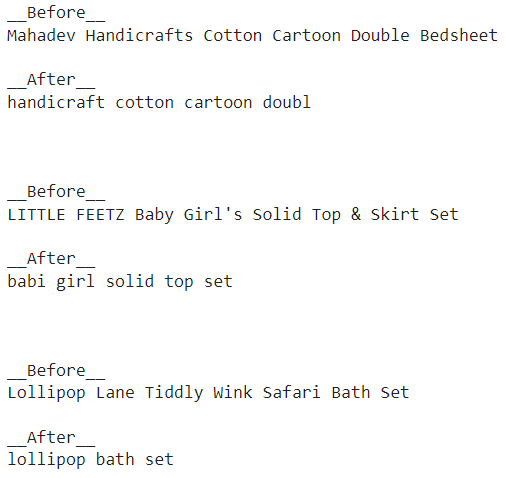 __Before__
Mahadev Handicrafts Cotton Cartoon Double Bedsheet
__After__
handicraft cotton cartoon doubl
__Before__
LITTLE FEETZ Baby Girl's Solid Top & Skirt Set
__After__
babi girl solid top set
__Before__
Lollipop Lane Tiddly Wink Safari Bath Set
__After__
lollipop bath set